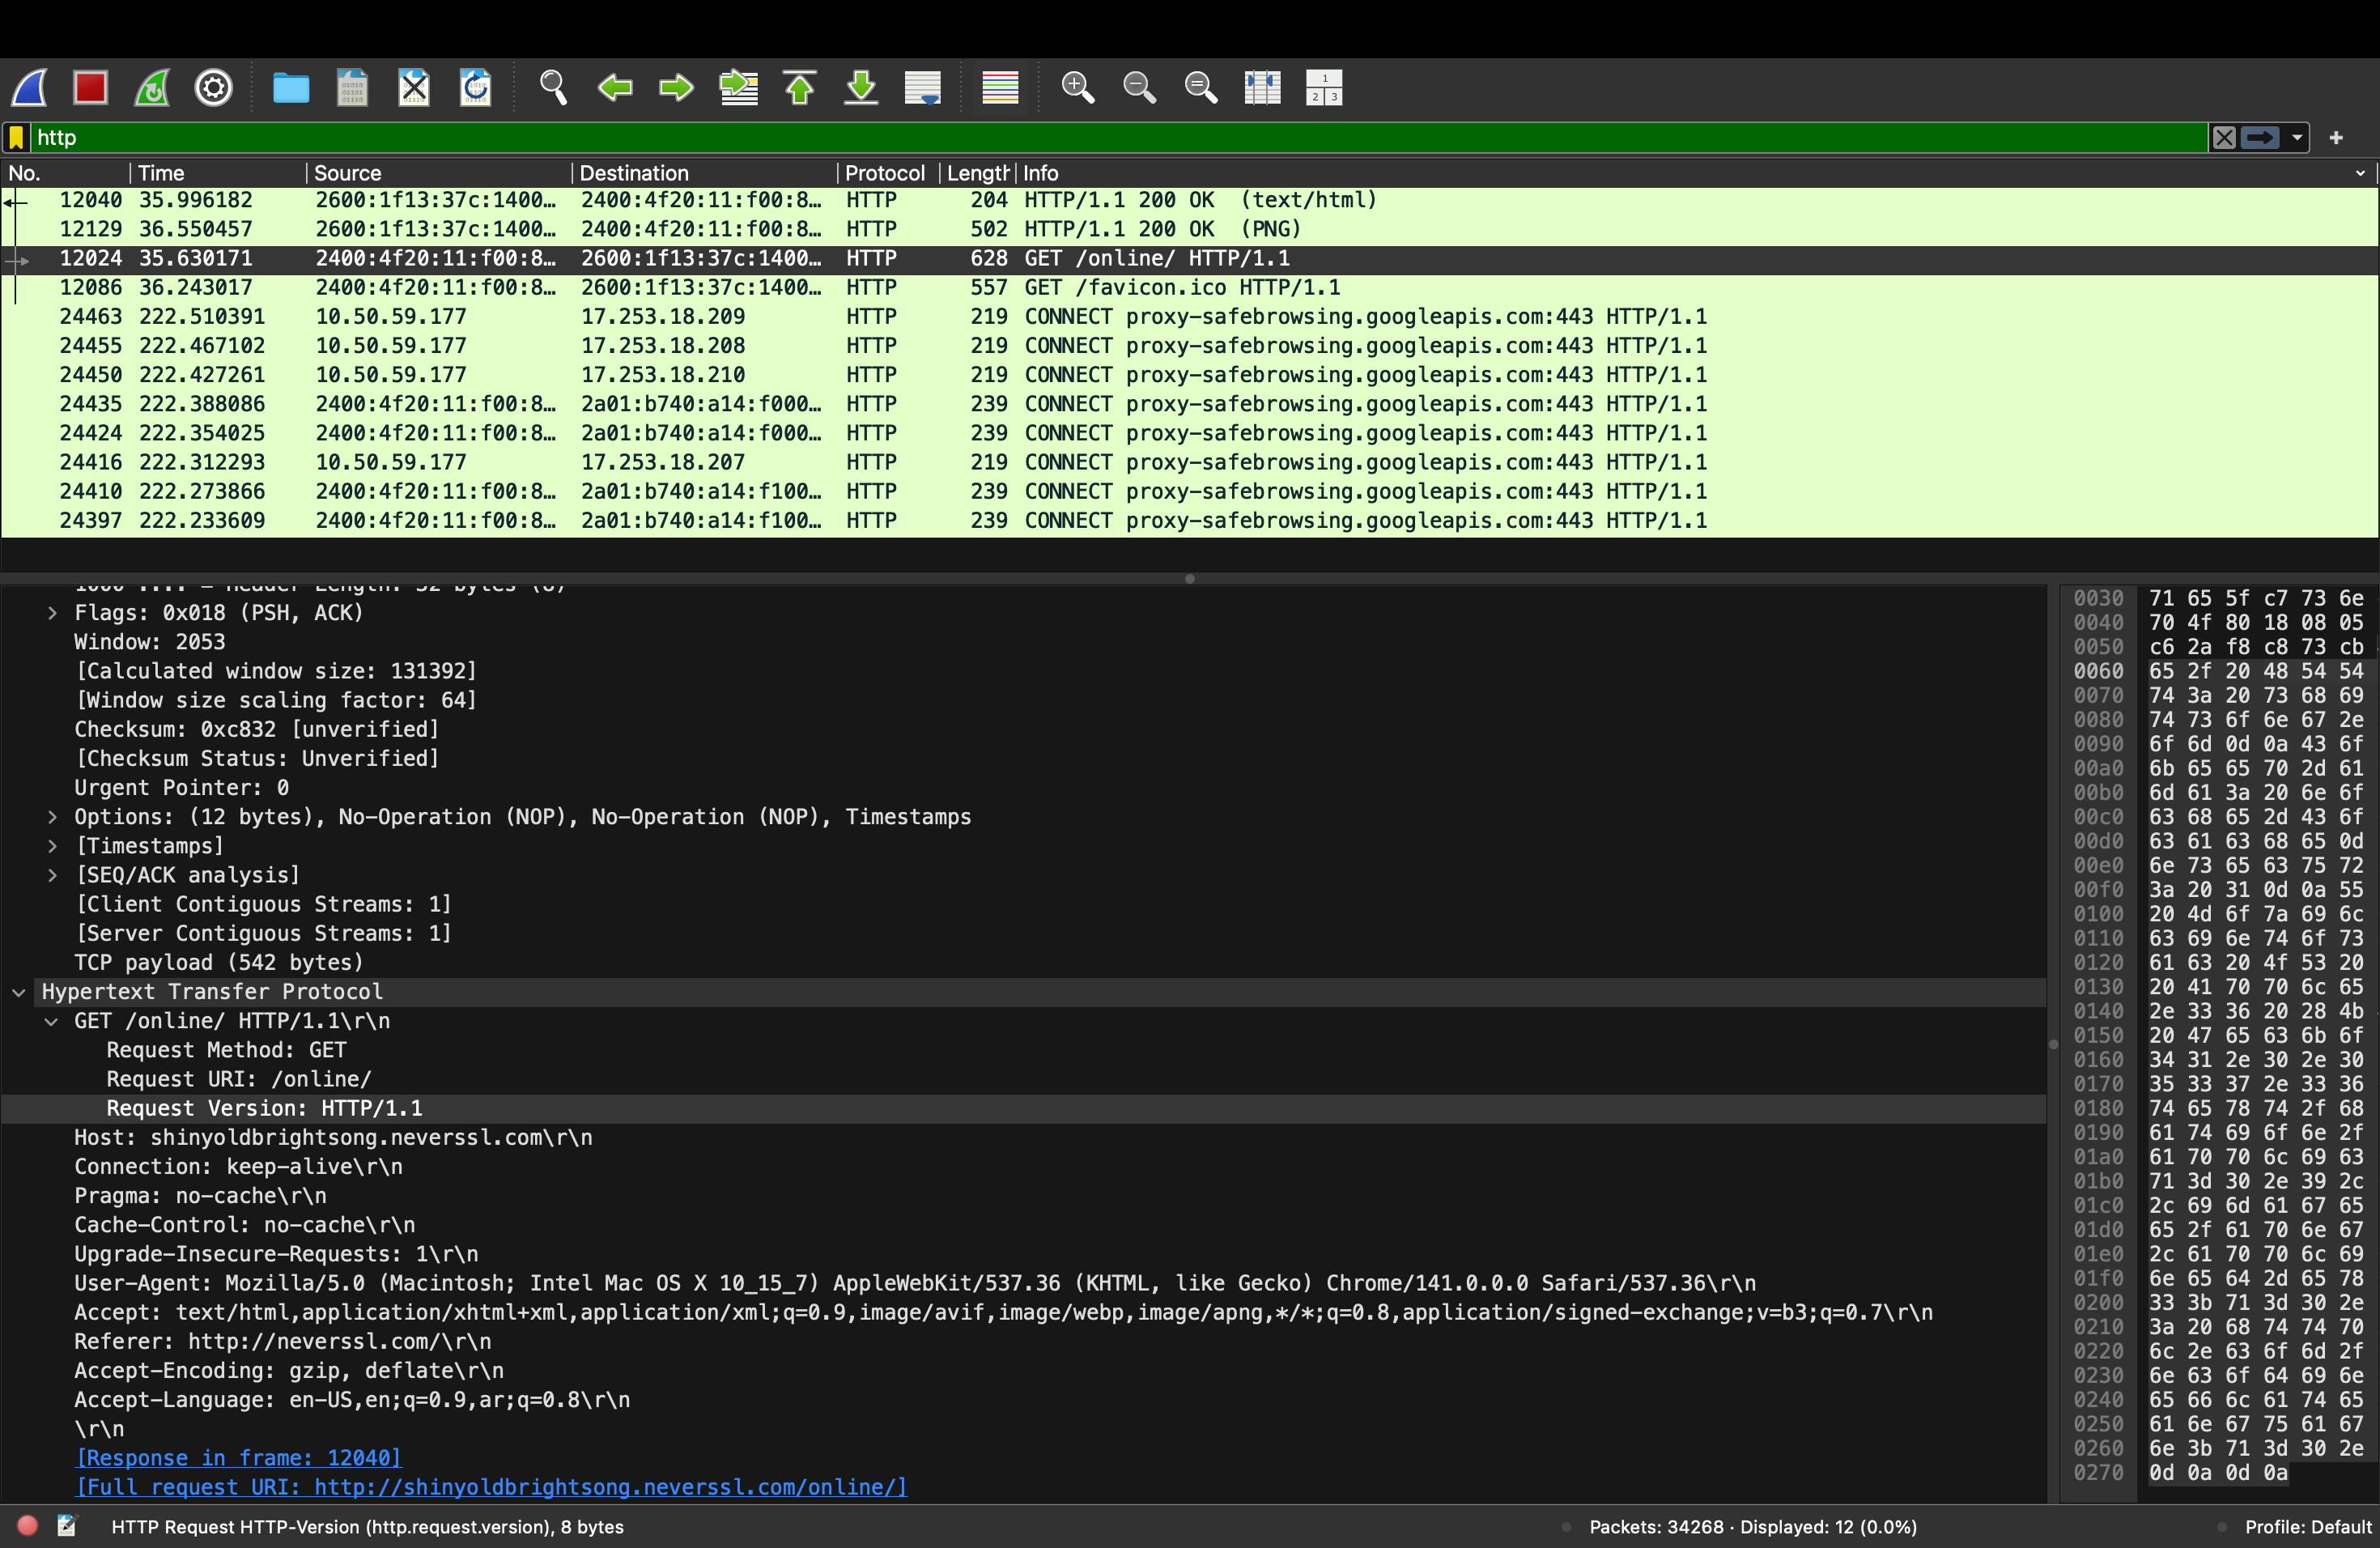 http
No. Time Source Destination Protocol Length Info
12040 35.996182 2600:1f13:37c:1400… 2400:4f20:11:f00:8… HTTP 204 HTTP/1.1 200 OK (text/html)
12129 36.550457 2600:1f13:37c:1400… 2400:4f20:11:f00:8… HTTP 502 HTTP/1.1 200 OK (PNG)
12024 35.630171 2400:4f20:11:f00:8… 2600:1f13:37c:1400… HTTP 628 GET /online/ HTTP/1.1
12086 36.243017 2400:4f20:11:f00:8… 2600:1f13:37c:1400… HTTP 557 GET /favicon.ico HTTP/1.1
24463 222.510391 10.50.59.177 17.253.18.209 HTTP 219 CONNECT proxy-safebrowsing.googleapis.com:443 HTTP/1.1
24455 222.467102 10.50.59.177 17.253.18.208 HTTP 219 CONNECT proxy-safebrowsing.googleapis.com:443 HTTP/1.1
24450 222.427261 10.50.59.177 17.253.18.210 HTTP 219 CONNECT proxy-safebrowsing.googleapis.com:443 HTTP/1.1
24435 222.388086 2400:4f20:11:f00:8… 2a01:b740:a14:f000… HTTP 239 CONNECT proxy-safebrowsing.googleapis.com:443 HTTP/1.1
24424 222.354025 2400:4f20:11:f00:8… 2a01:b740:a14:f000… HTTP 239 CONNECT proxy-safebrowsing.googleapis.com:443 HTTP/1.1
24416 222.312293 10.50.59.177 17.253.18.207 HTTP 219 CONNECT proxy-safebrowsing.googleapis.com:443 HTTP/1.1
24410 222.273866 2400:4f20:11:f00:8… 2a01:b740:a14:f100… HTTP 239 CONNECT proxy-safebrowsing.googleapis.com:443 HTTP/1.1
24397 222.233609 2400:4f20:11:f00:8… 2a01:b740:a14:f100… HTTP 239 CONNECT proxy-safebrowsing.googleapis.com:443 HTTP/1.1
1000 .... = Header Length: 32 bytes (8)
Flags: 0x018 (PSH, ACK)
Window: 2053
[Calculated window size: 131392]
[Window size scaling factor: 64]
Checksum: 0xc832 [unverified]
[Checksum Status: Unverified]
Urgent Pointer: 0
Options: (12 bytes), No-Operation (NOP), No-Operation (NOP), Timestamps
[Timestamps]
[SEQ/ACK analysis]
[Client Contiguous Streams: 1]
[Server Contiguous Streams: 1]
TCP payload (542 bytes)
Hypertext Transfer Protocol
GET /online/ HTTP/1.1\r\n
Request Method: GET
Request URI: /online/
Request Version: HTTP/1.1
Host: shinyoldbrightsong.neverssl.com\r\n
Connection: keep-alive\r\n
Pragma: no-cache\r\n
Cache-Control: no-cache\r\n
Upgrade-Insecure-Requests: 1\r\n
User-Agent: Mozilla/5.0 (Macintosh; Intel Mac OS X 10_15_7) AppleWebKit/537.36 (KHTML, like Gecko) Chrome/141.0.0.0 Safari/537.36\r\n
Accept: text/html,application/xhtml+xml,application/xml;q=0.9,image/avif,image/webp,image/apng,*/*;q=0.8,application/signed-exchange;v=b3;q=0.7\r\n
Referer: http://neverssl.com/\r\n
Accept-Encoding: gzip, deflate\r\n
Accept-Language: en-US,en;q=0.9,ar;q=0.8\r\n
\r\n
[Response in frame: 12040]
[Full request URI: http://shinyoldbrightsong.neverssl.com/online/]
0030 71 65 5f c7 73 6e
0040 70 4f 80 18 08 05
0050 c6 2a f8 c8 73 cb
0060 65 2f 20 48 54 54
0070 74 3a 20 73 68 69
0080 74 73 6f 6e 67 2e
0090 6f 6d 0d 0a 43 6f
00a0 6b 65 65 70 2d 61
00b0 6d 61 3a 20 6e 6f
00c0 63 68 65 2d 43 6f
00d0 63 61 63 68 65 0d
00e0 6e 73 65 63 75 72
00f0 3a 20 31 0d 0a 55
0100 20 4d 6f 7a 69 6c
0110 63 69 6e 74 6f 73
0120 61 63 20 4f 53 20
0130 20 41 70 70 6c 65
0140 2e 33 36 20 28 4b
0150 20 47 65 63 6b 6f
0160 34 31 2e 30 2e 30
0170 35 33 37 2e 33 36
0180 74 65 78 74 2f 68
0190 61 74 69 6f 6e 2f
01a0 61 70 70 6c 69 63
01b0 71 3d 30 2e 39 2c
01c0 2c 69 6d 61 67 65
01d0 65 2f 61 70 6e 67
01e0 2c 61 70 70 6c 69
01f0 6e 65 64 2d 65 78
0200 33 3b 71 3d 30 2e
0210 3a 20 68 74 74 70
0220 6c 2e 63 6f 6d 2f
0230 6e 63 6f 64 69 6e
0240 65 66 6c 61 74 65
0250 61 6e 67 75 61 67
0260 6e 3b 71 3d 30 2e
0270 0d 0a 0d 0a
HTTP Request HTTP-Version (http.request.version), 8 bytes
Packets: 34268 · Displayed: 12 (0.0%)
Profile: Default